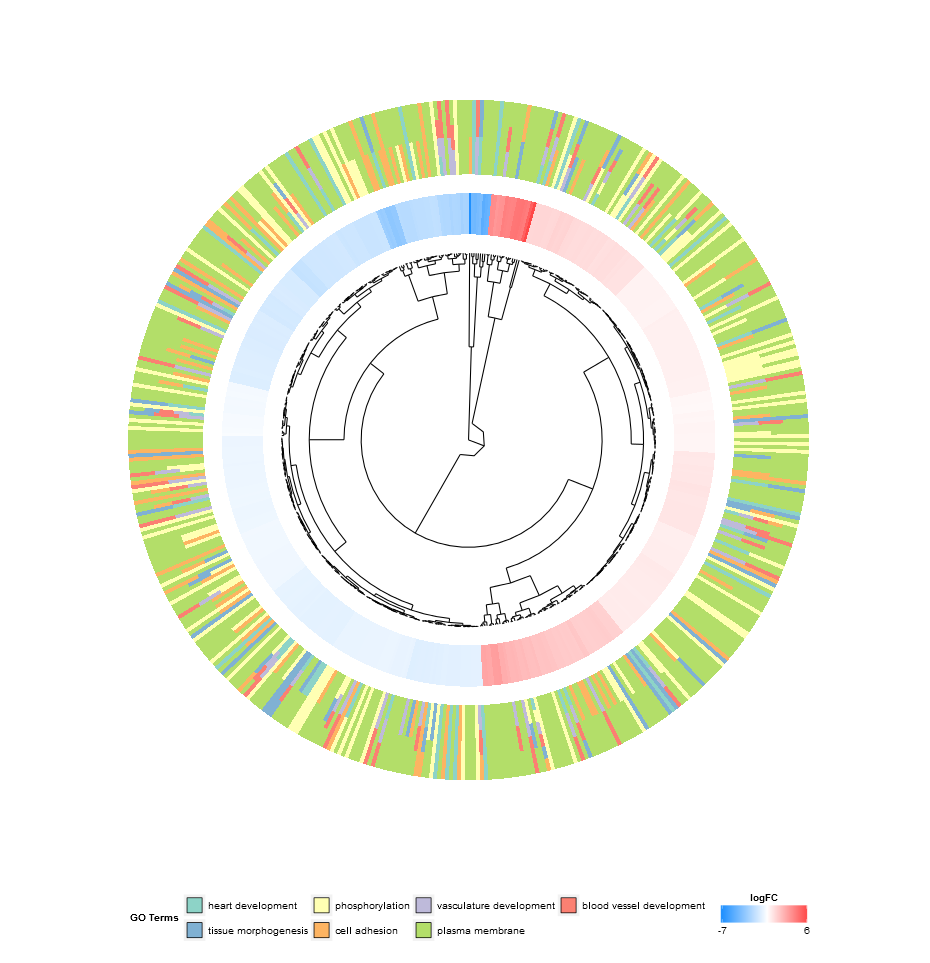 logFC
heart development phosphorylation vasculature development blood vessel development
GO Terms
tissue morphogenesis cell adhesion plasma membrane
-7 6